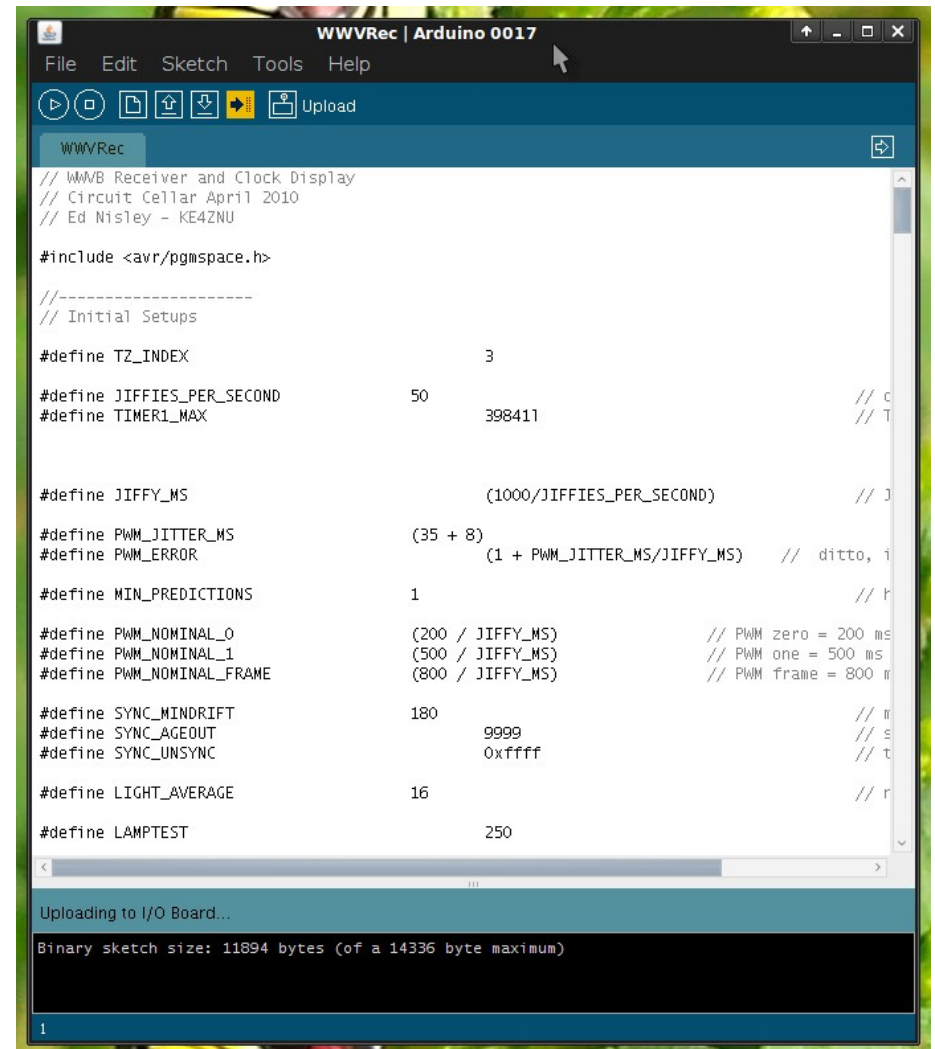 WWVRec | Arduino 0017
File Edit Sketch Tools Help
Upload
WWVRec
// WWVB Receiver and Clock Display
// Circuit Cellar April 2010
// Ed Nisley - KE4ZNU
#include <avr/pgmspace.h>
//---------------------
// Initial Setups
#define TZ_INDEX 3
#define JIFFIES_PER_SECOND 50 // c
#define TIMER1_MAX 39841l // T
#define JIFFY_MS (1000/JIFFIES_PER_SECOND) // J
#define PWM_JITTER_MS (35 + 8)
#define PWM_ERROR (1 + PWM_JITTER_MS/JIFFY_MS) // ditto, i
#define MIN_PREDICTIONS 1 // h
#define PWM_NOMINAL_0 (200 / JIFFY_MS) // PWM zero = 200 ms
#define PWM_NOMINAL_1 (500 / JIFFY_MS) // PWM one = 500 ms
#define PWM_NOMINAL_FRAME (800 / JIFFY_MS) // PWM frame = 800 m
#define SYNC_MINDRIFT 180 // m
#define SYNC_AGEOUT 9999 // s
#define SYNC_UNSYNC 0xffff // t
#define LIGHT_AVERAGE 16 // r
#define LAMPTEST 250
Uploading to I/O Board...
Binary sketch size: 11894 bytes (of a 14336 byte maximum)
1